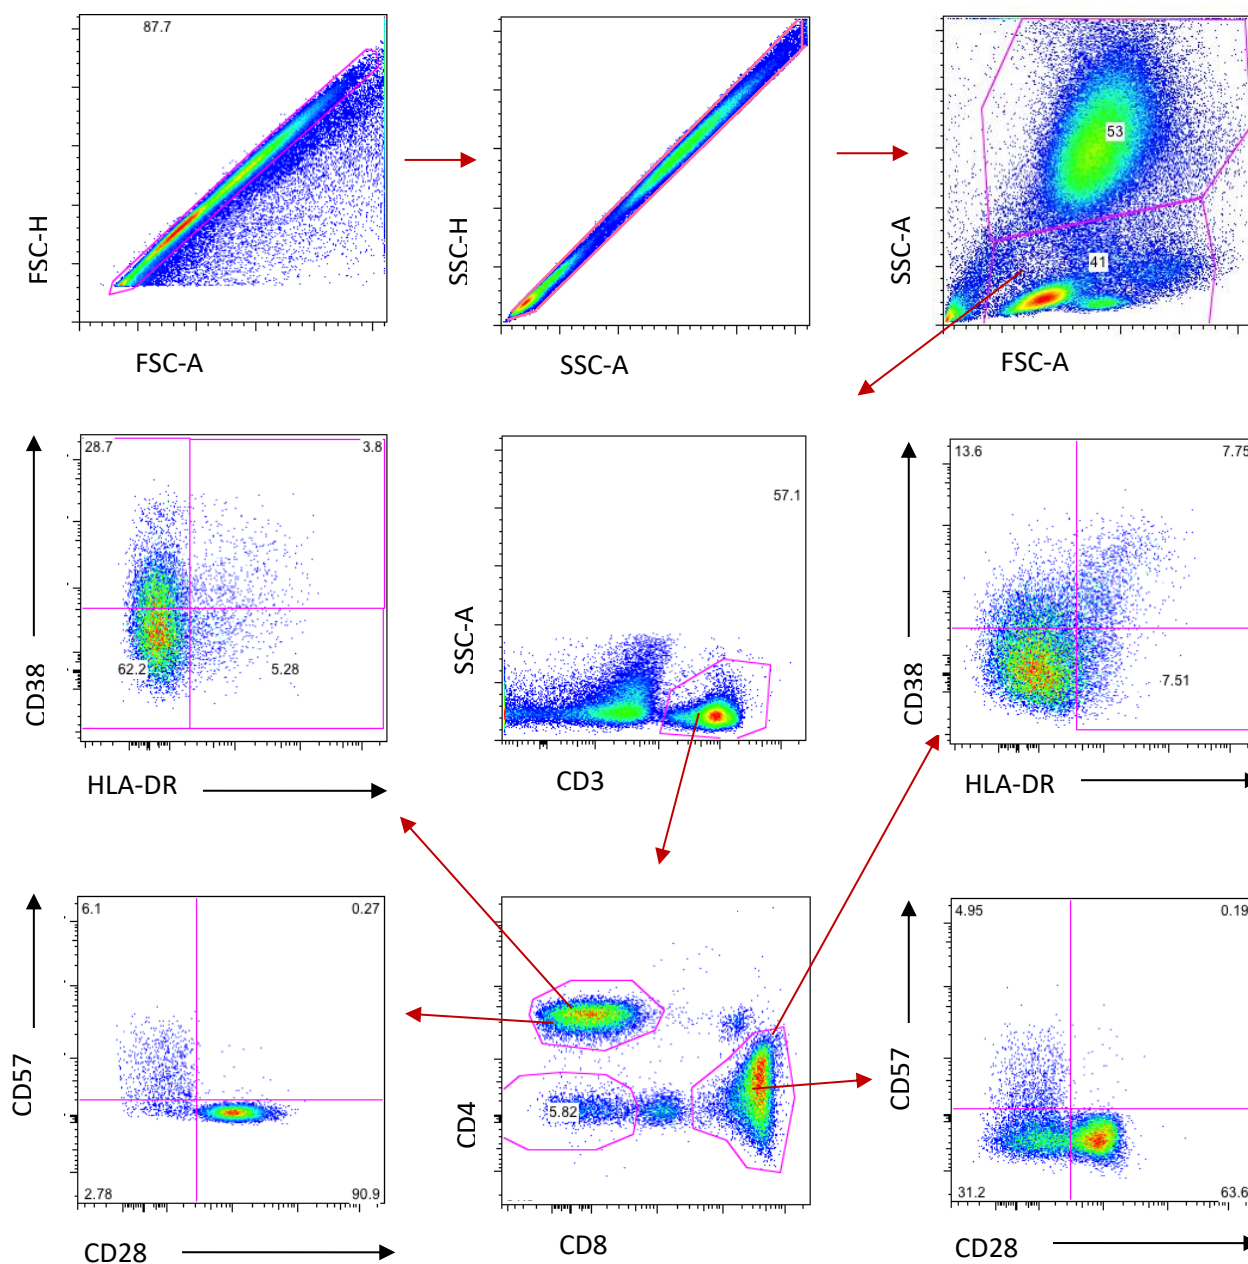 87.7
FSC-H
FSC-A
SSC-H
SSC-A
53
41
SSC-A
FSC-A
28.7
3.8
62.2
5.28
CD38
HLA-DR
57.1
SSC-A
CD3
13.6
7.75
7.51
CD38
HLA-DR
6.1
0.27
2.78
90.9
CD57
CD28
5.82
CD4
CD8
4.95
0.19
31.2
63.6
CD57
CD28